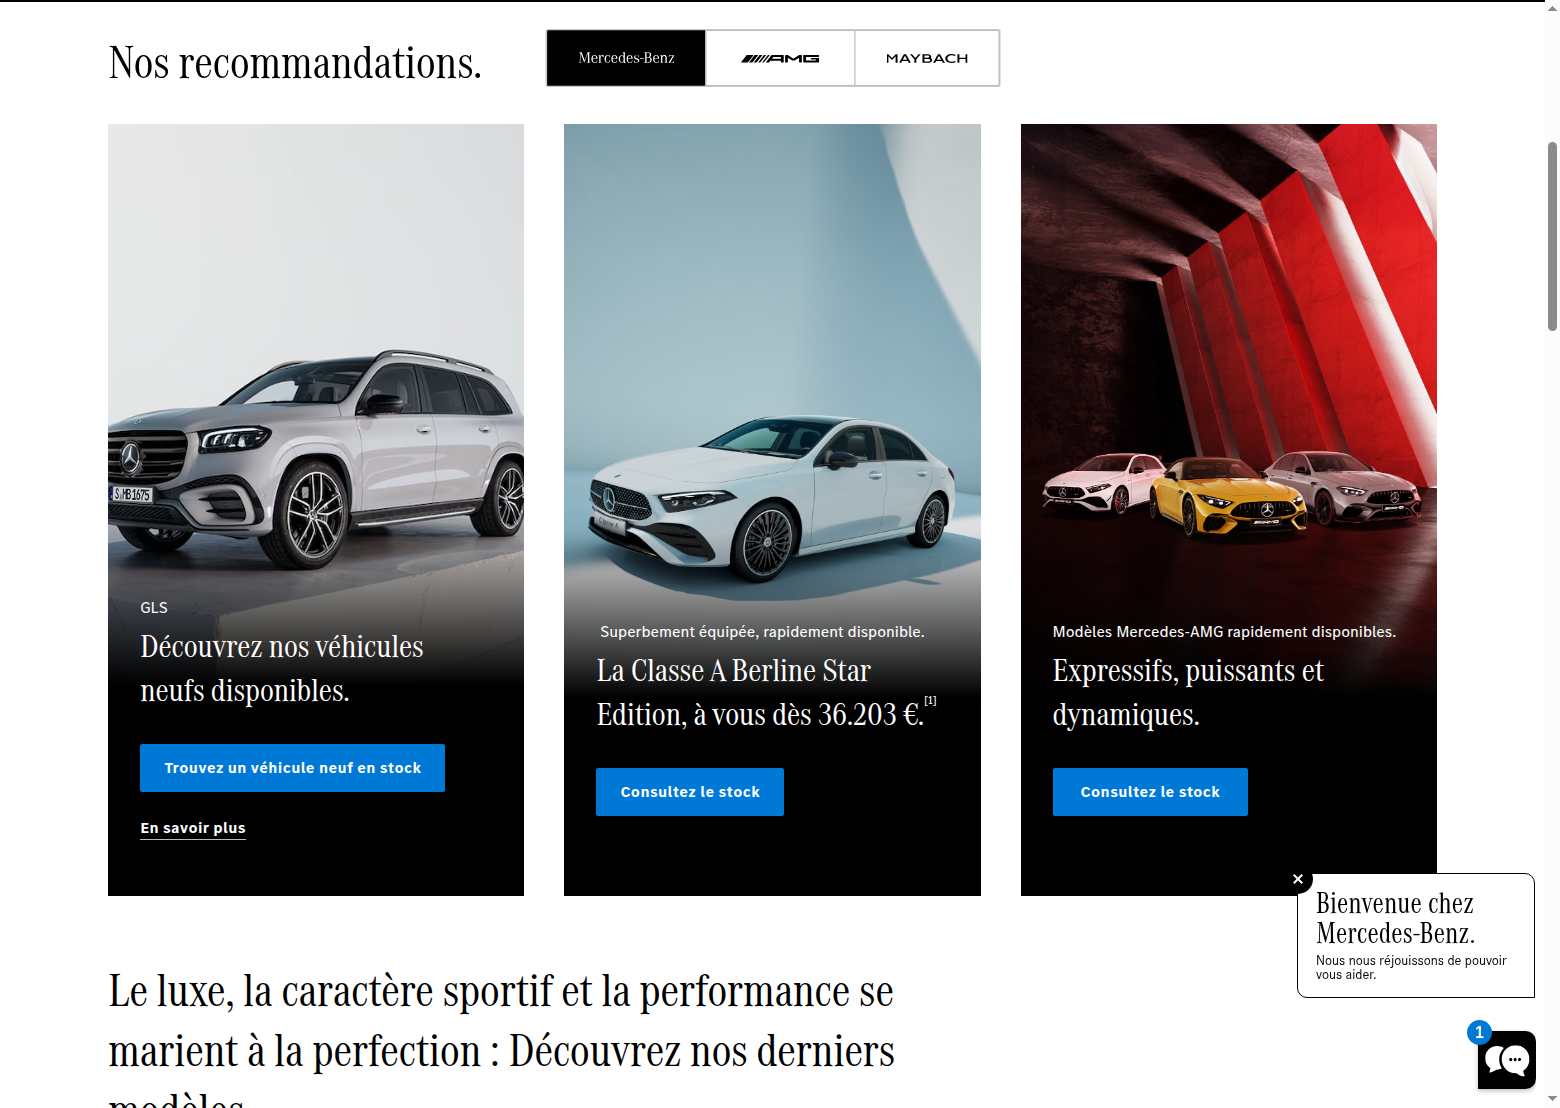 Nos recommandations.
Mercedes-Benz
AMG
MAYBACH
S MB 1675
Classe A
GLS
Découvrez nos véhicules
neufs disponibles.
Trouvez un véhicule neuf en stock
En savoir plus
Superbement équipée, rapidement disponible.
La Classe A Berline Star
Edition, à vous dès 36.203 €.[1]
Consultez le stock
Modèles Mercedes-AMG rapidement disponibles.
Expressifs, puissants et
dynamiques.
Consultez le stock
Bienvenue chez
Mercedes-Benz.
Nous nous réjouissons de pouvoir
vous aider.
1
Le luxe, la caractère sportif et la performance se
marient à la perfection : Découvrez nos derniers
modèles